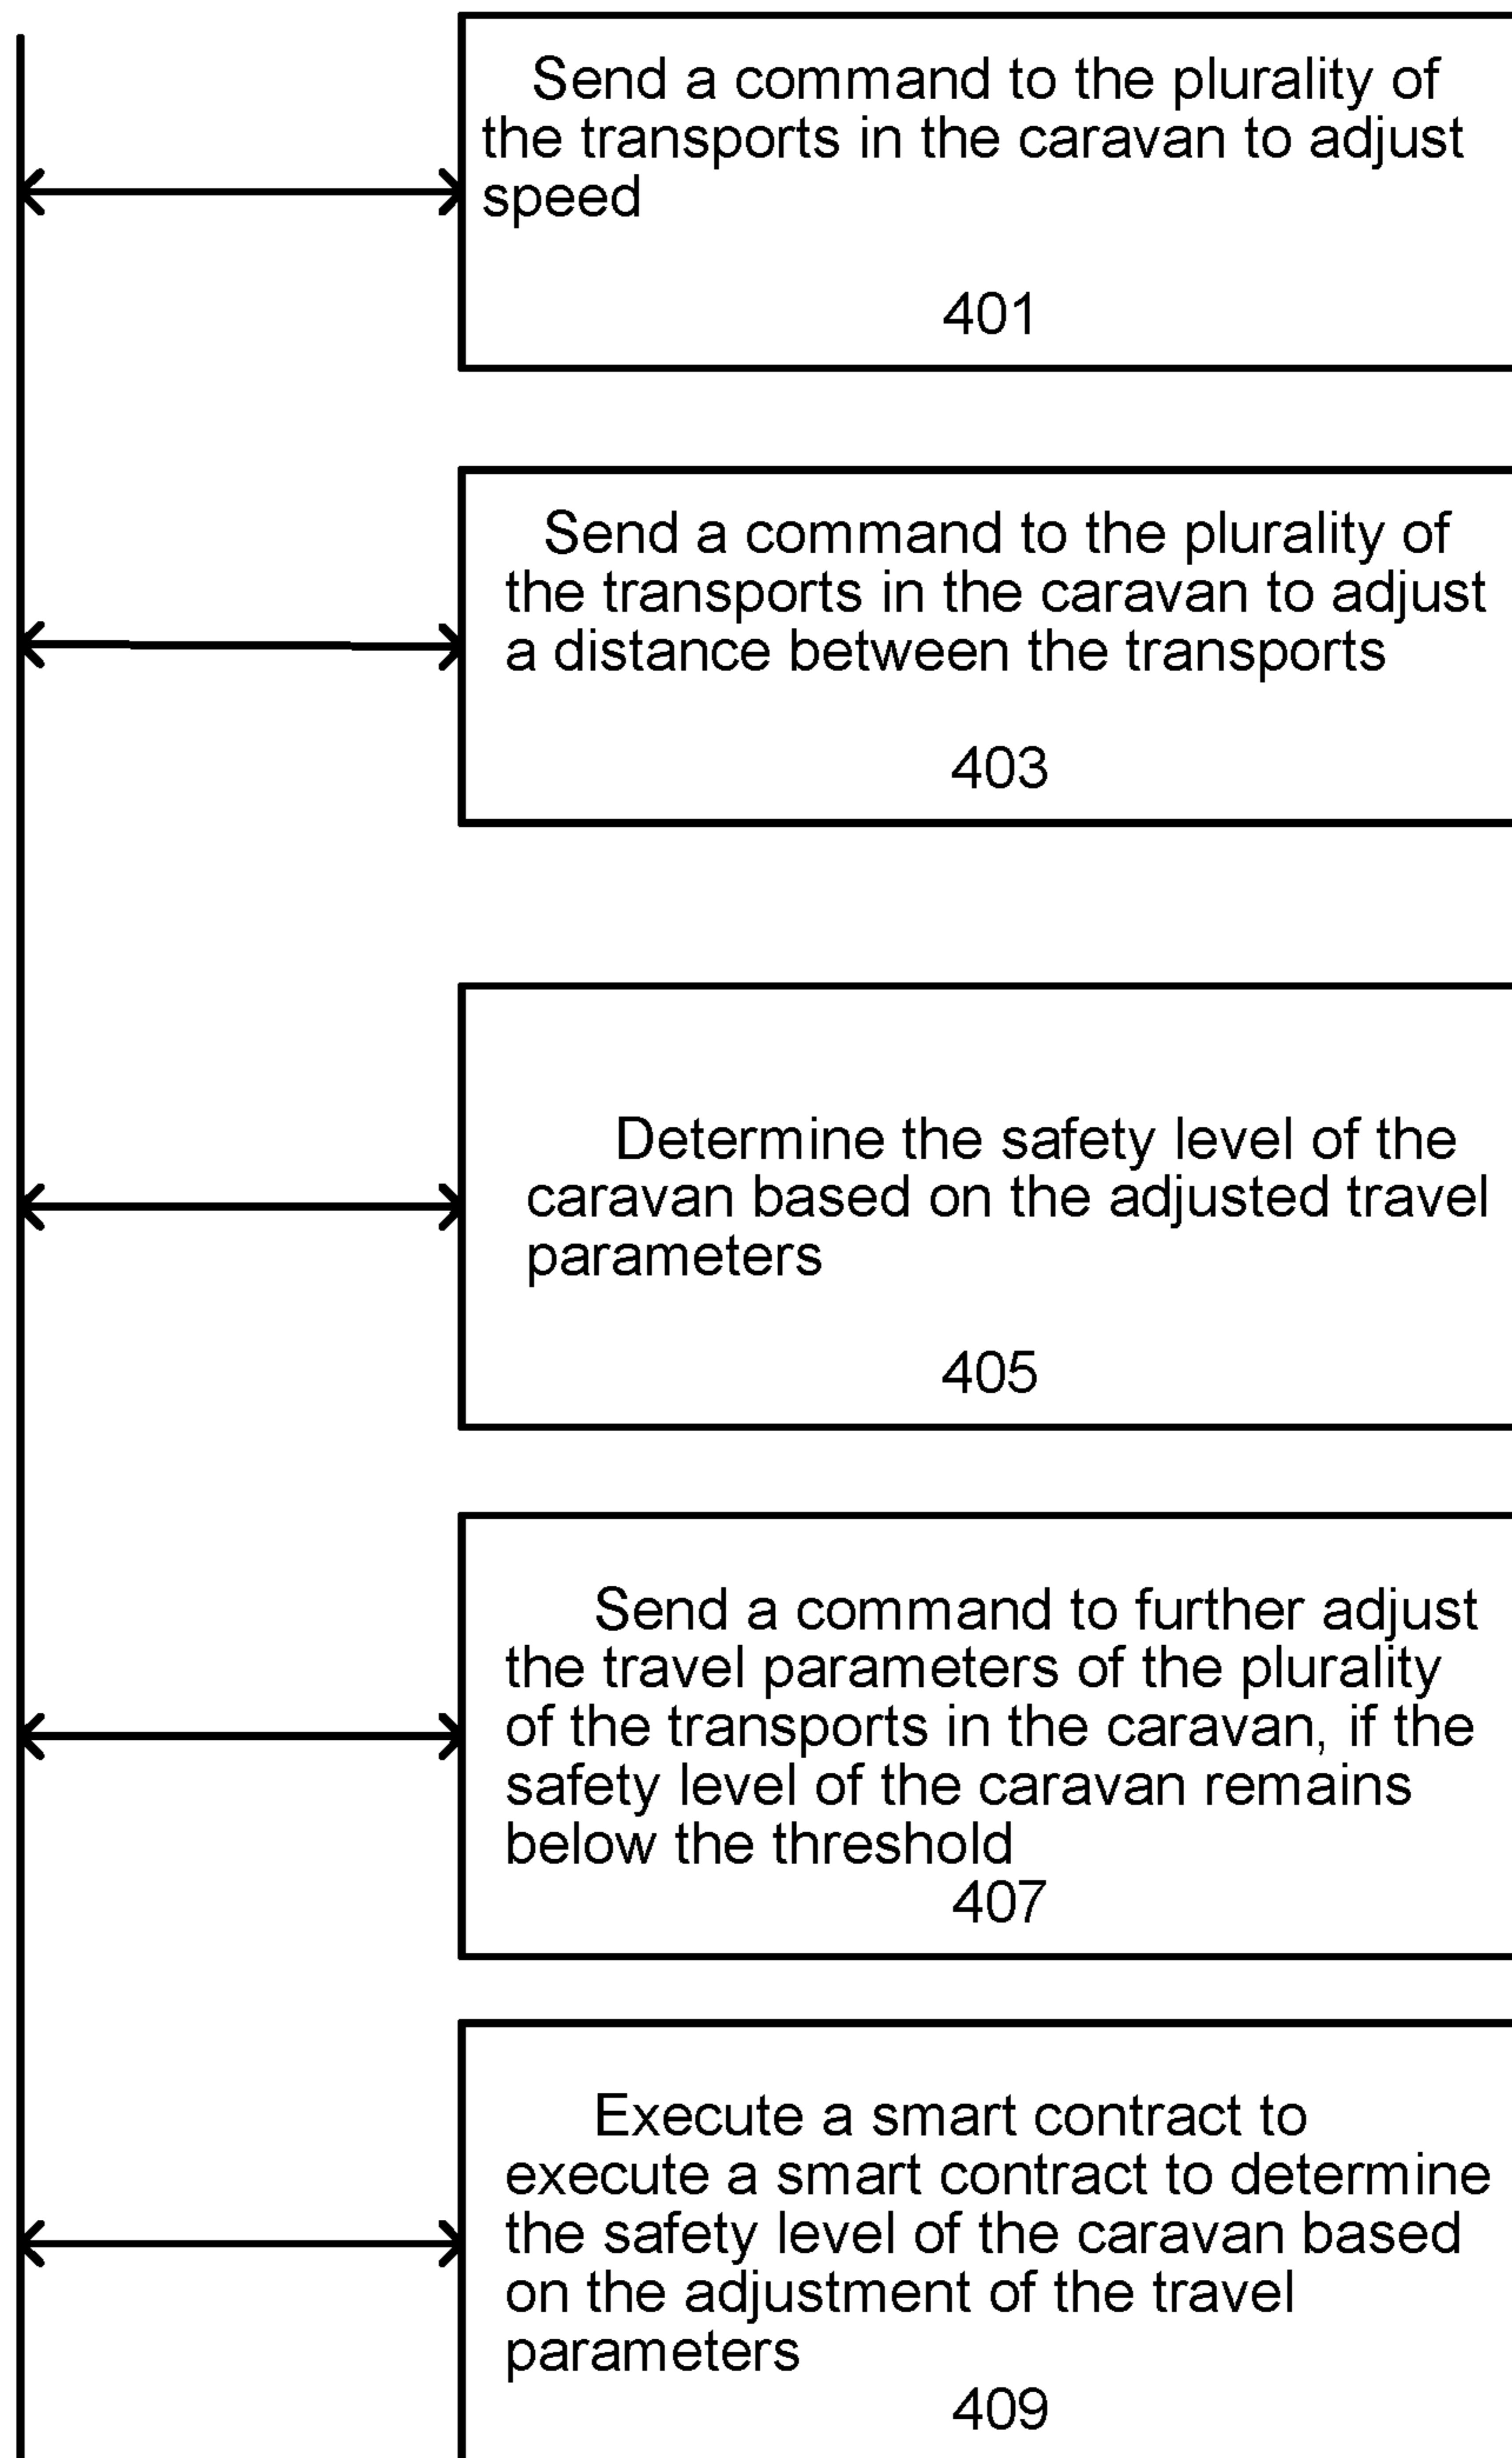 Send a command to the plurality of
the transports in the caravan to adjust
speed
401
Send a command to the plurality of
the transports in the caravan to adjust
a distance between the transports
403
Determine the safety level of the
caravan based on the adjusted travel
parameters
405
Send a command to further adjust
the travel parameters of the plurality
of the transports in the caravan, if the
safety level of the caravan remains
below the threshold
407
Execute a smart contract to
execute a smart contract to determine
the safety level of the caravan based
on the adjustment of the travel
parameters
409